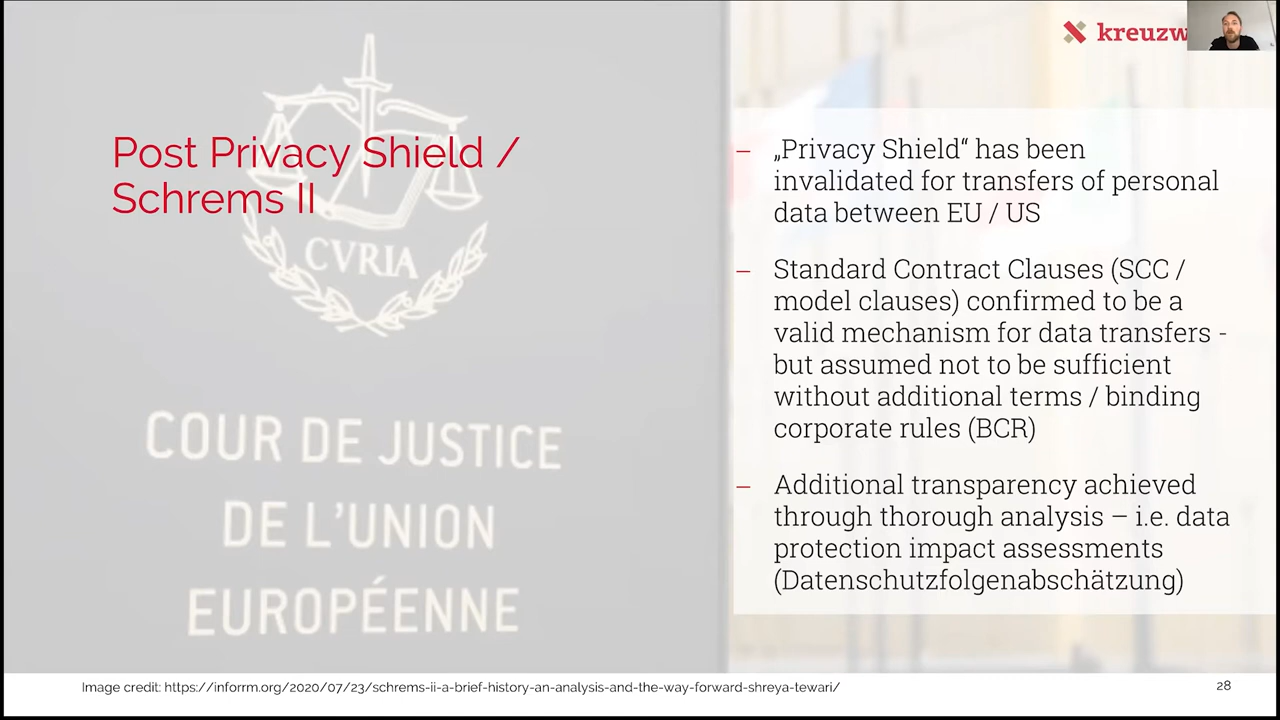 kreuzw
Post Privacy Shield /
Schrems II
CVRIA
COUR DE JUSTICE
DE L’UNION
EUROPÉENNE
– „Privacy Shield“ has been
invalidated for transfers of personal
data between EU / US
– Standard Contract Clauses (SCC /
model clauses) confirmed to be a
valid mechanism for data transfers -
but assumed not to be sufficient
without additional terms / binding
corporate rules (BCR)
– Additional transparency achieved
through thorough analysis – i.e. data
protection impact assessments
(Datenschutzfolgenabschätzung)
Image credit: https://inforrm.org/2020/07/23/schrems-ii-a-brief-history-an-analysis-and-the-way-forward-shreya-tewari/
28